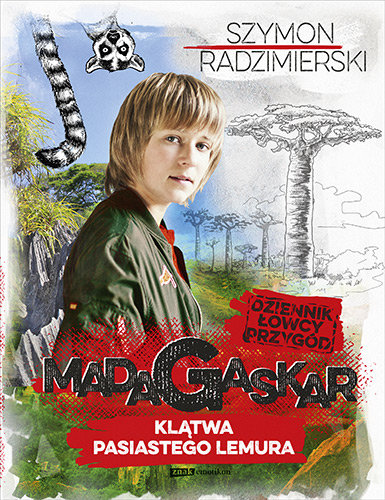 SZYMON
RADZIMIERSKI
DZIENNIK
ŁOWCY
PRZYGÓD
MADAGASKAR
KLĄTWA
PASIASTEGO LEMURA
znak emotikon